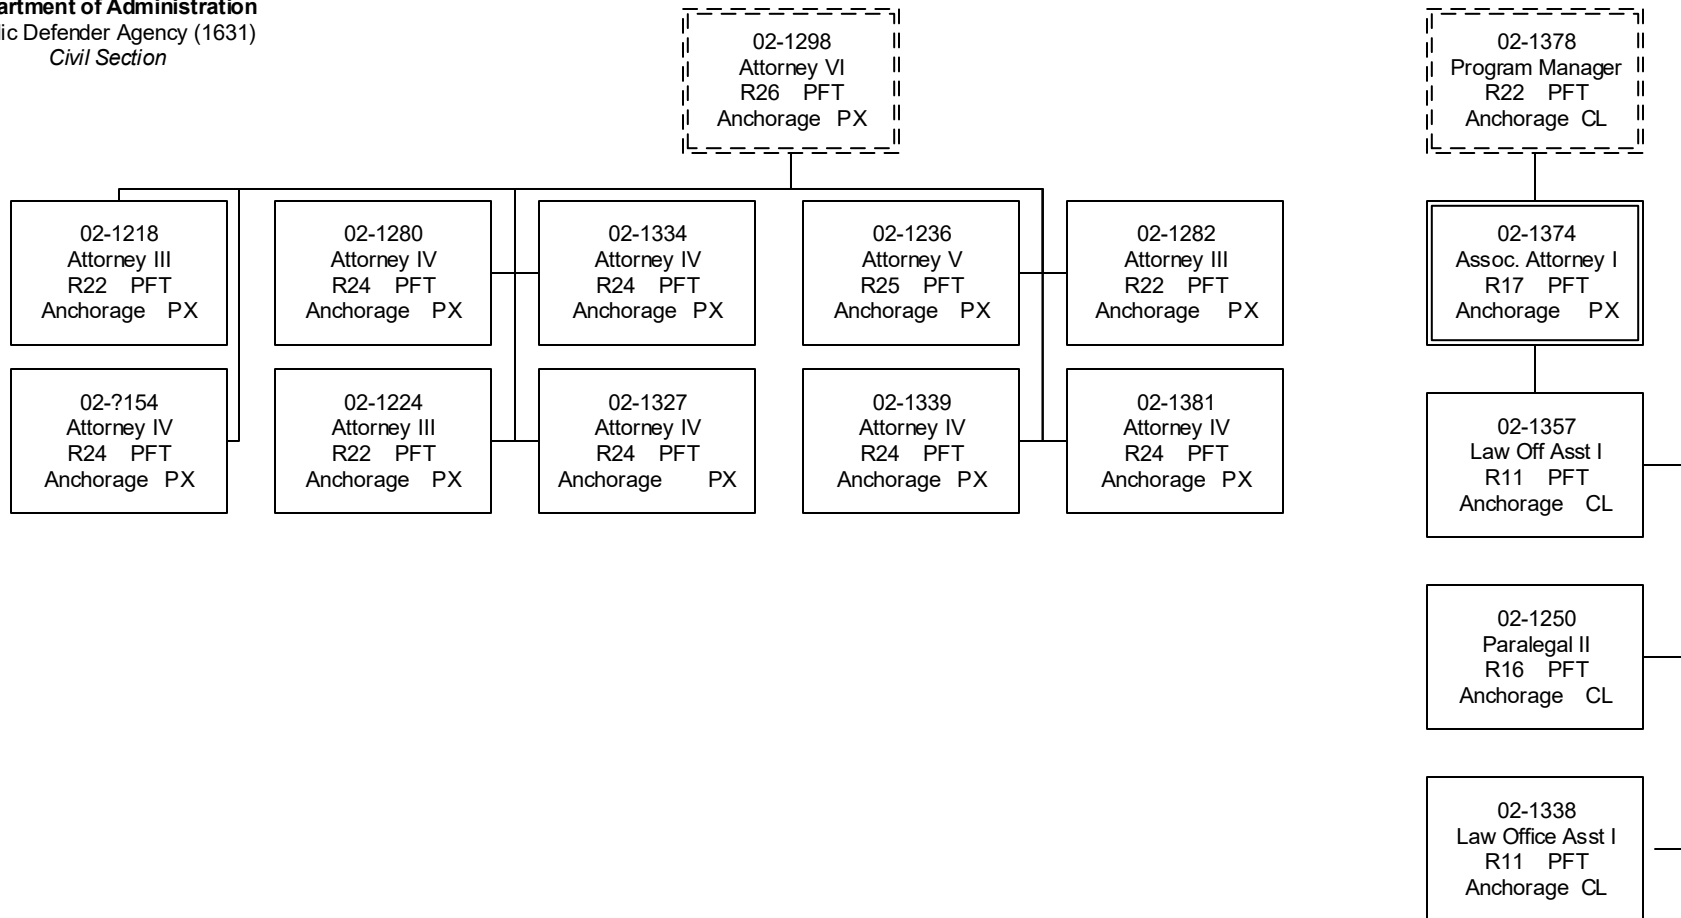 artment of Administration
ic Defender Agency (1631)
Civil Section
02-1298
Attorney VI
R26 PFT
Anchorage PX
02-1378
Program Manager
R22 PFT
Anchorage CL
02-1218
Attorney III
R22 PFT
Anchorage PX
02-1280
Attorney IV
R24 PFT
Anchorage PX
02-1334
Attorney IV
R24 PFT
Anchorage PX
02-1236
Attorney V
R25 PFT
Anchorage PX
02-1282
Attorney III
R22 PFT
Anchorage PX
02-1374
Assoc. Attorney I
R17 PFT
Anchorage PX
02-?154
Attorney IV
R24 PFT
Anchorage PX
02-1224
Attorney III
R22 PFT
Anchorage PX
02-1327
Attorney IV
R24 PFT
Anchorage PX
02-1339
Attorney IV
R24 PFT
Anchorage PX
02-1381
Attorney IV
R24 PFT
Anchorage PX
02-1357
Law Off Asst I
R11 PFT
Anchorage CL
02-1250
Paralegal II
R16 PFT
Anchorage CL
02-1338
Law Office Asst I
R11 PFT
Anchorage CL